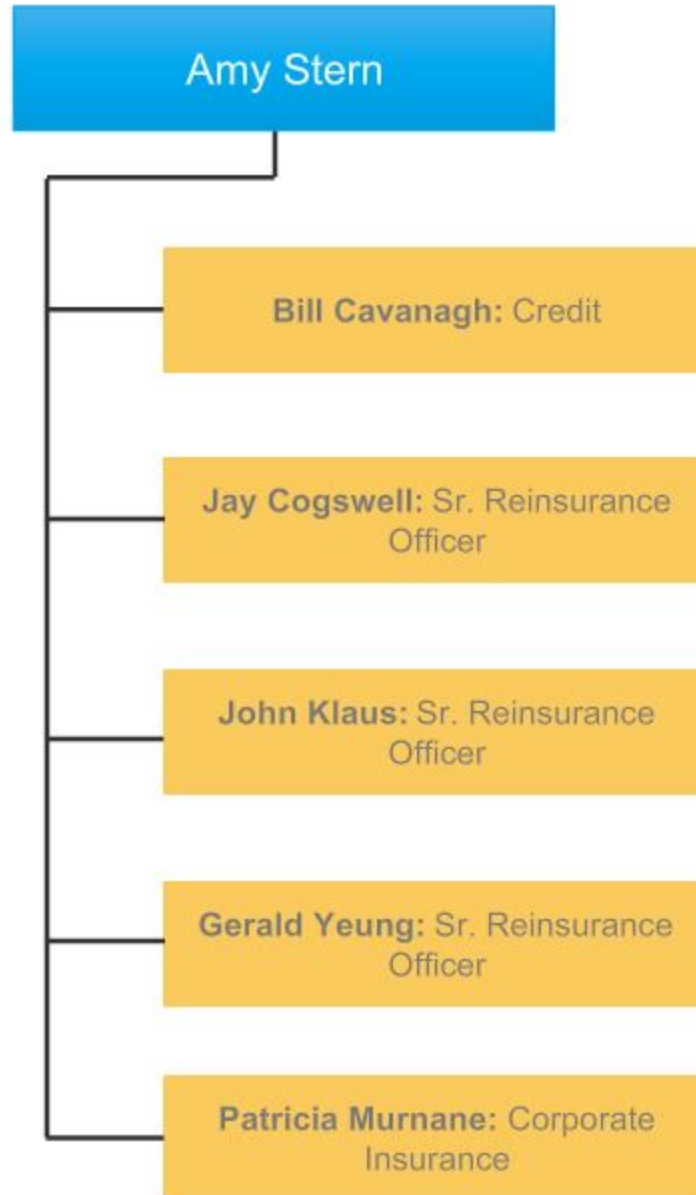 Amy Stern
Bill Cavanagh: Credit
Jay Cogswell: Sr. Reinsurance
Officer
John Klaus: Sr. Reinsurance
Officer
Gerald Yeung: Sr. Reinsurance
Officer
Patricia Murnane: Corporate
Insurance